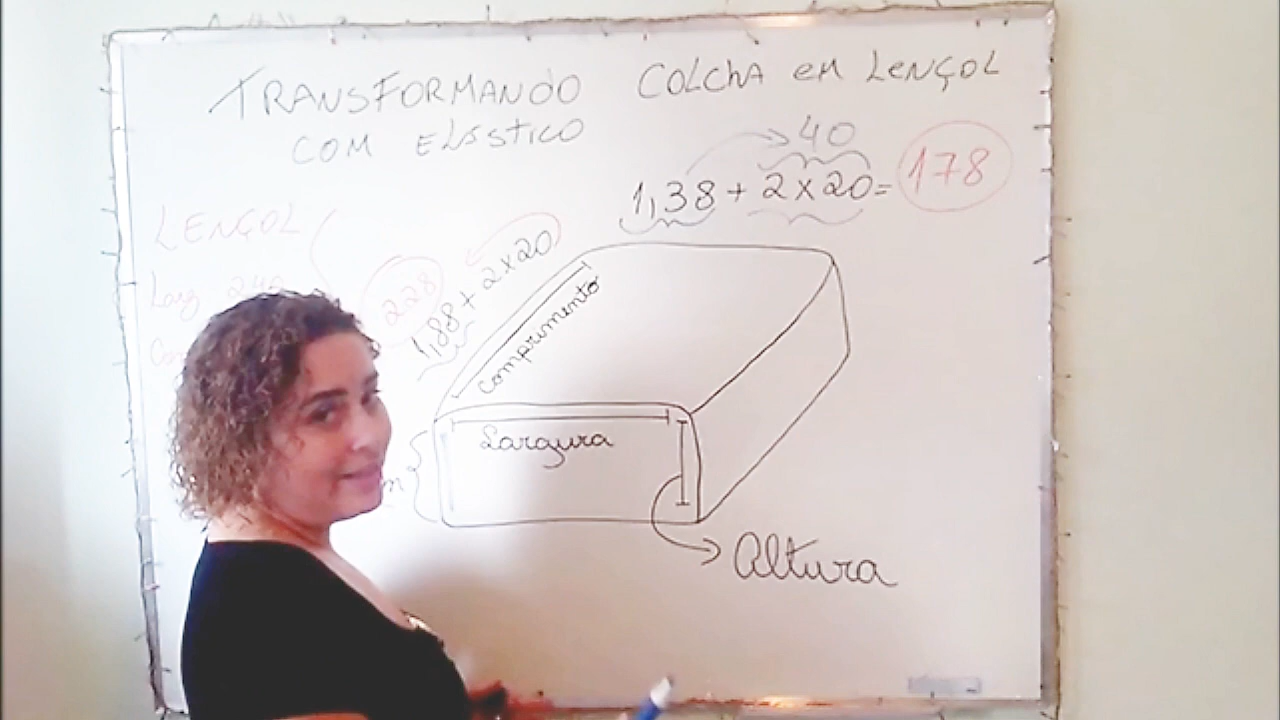 TRANSFORMANDO COLCHA EM LENÇOL
COM ELÁSTICO
40
1,38 + 2x20= 178
LENÇOL
Larg 240
228
1,88 + 2x20
Comprimento
Largura
Altura